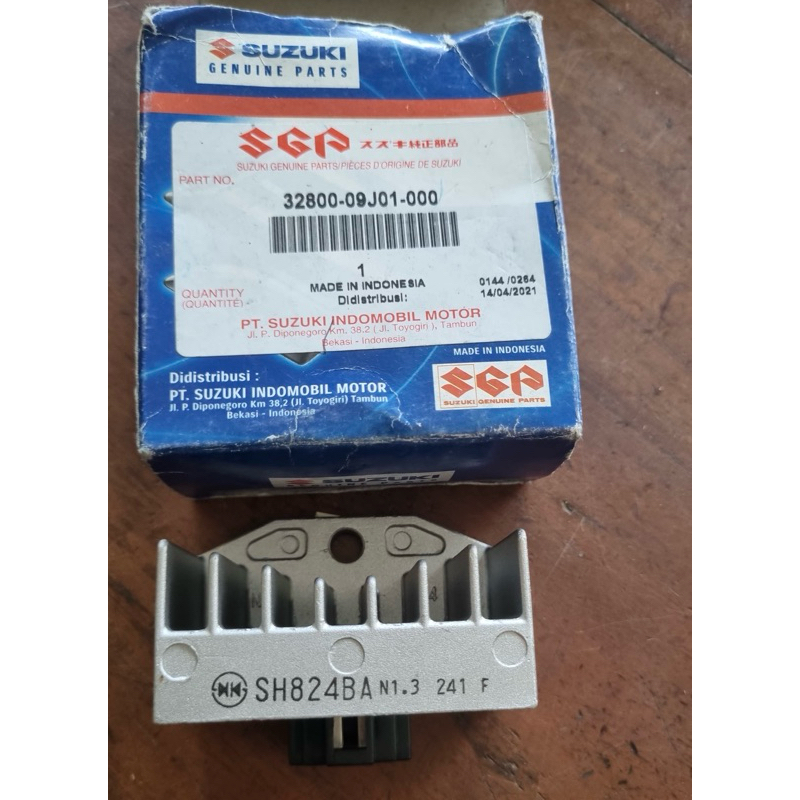 SUZUKI
GENUINE PARTS
SGP スズキ純正部品
SUZUKI GENUINE PARTS/PIÈCES D'ORIGINE DE SUZUKI
PART NO.
32800-09J01-000
1
MADE IN INDONESIA
Didistribusi:
0144 /0264
14/04/2021
QUANTITY
(QUANTITÉ)
PT. SUZUKI INDOMOBIL MOTOR
Jl. P. Diponegoro Km. 38.2 ( Jl. Toyogiri ), Tambun
Bekasi - Indonesia
MADE IN INDONESIA
Didistribusi :
PT. SUZUKI INDOMOBIL MOTOR
Jl. P. Diponegoro Km 38,2 (Jl. Toyogiri) Tambun
Bekasi - Indonesia
SGP
SUZUKI GENUINE PARTS
SUZUKI
SH824BA N1.3 241 F